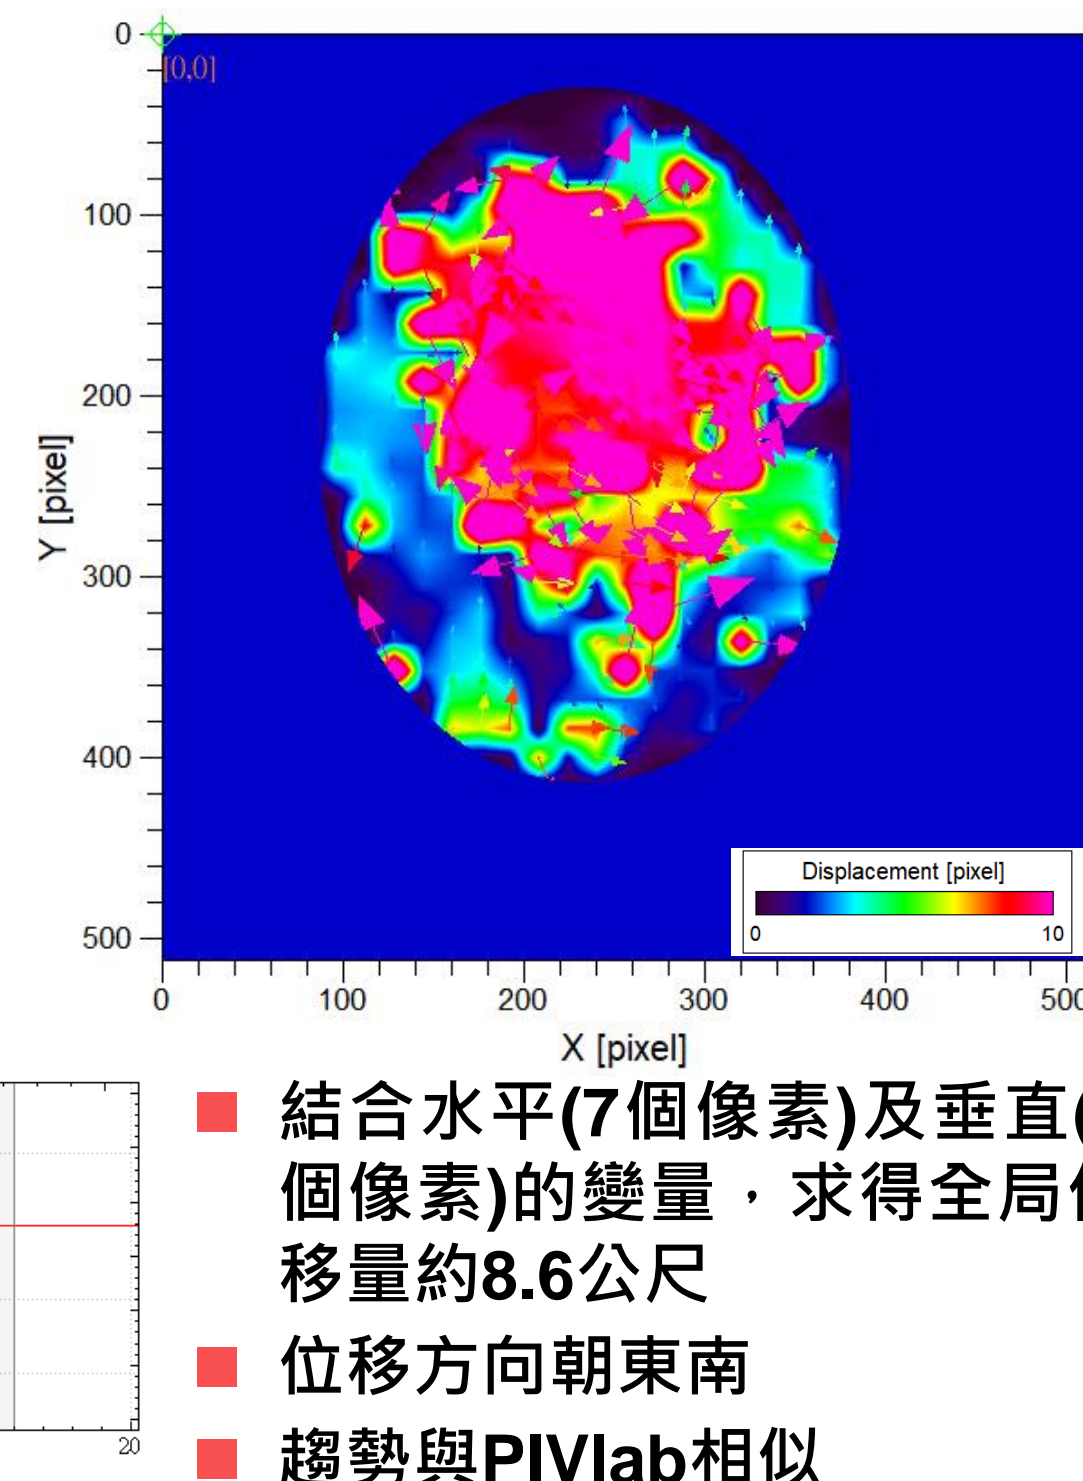 0
[0,0]
100
200
300
400
500
Y [pixel]
Displacement [pixel]
0 10
0 100 200 300 400 500
X [pixel]
20
結合水平(7個像素)及垂直(
個像素)的變量,求得全局
移量約8.6公尺
位移方向朝東南
趨勢與PIVlab相似